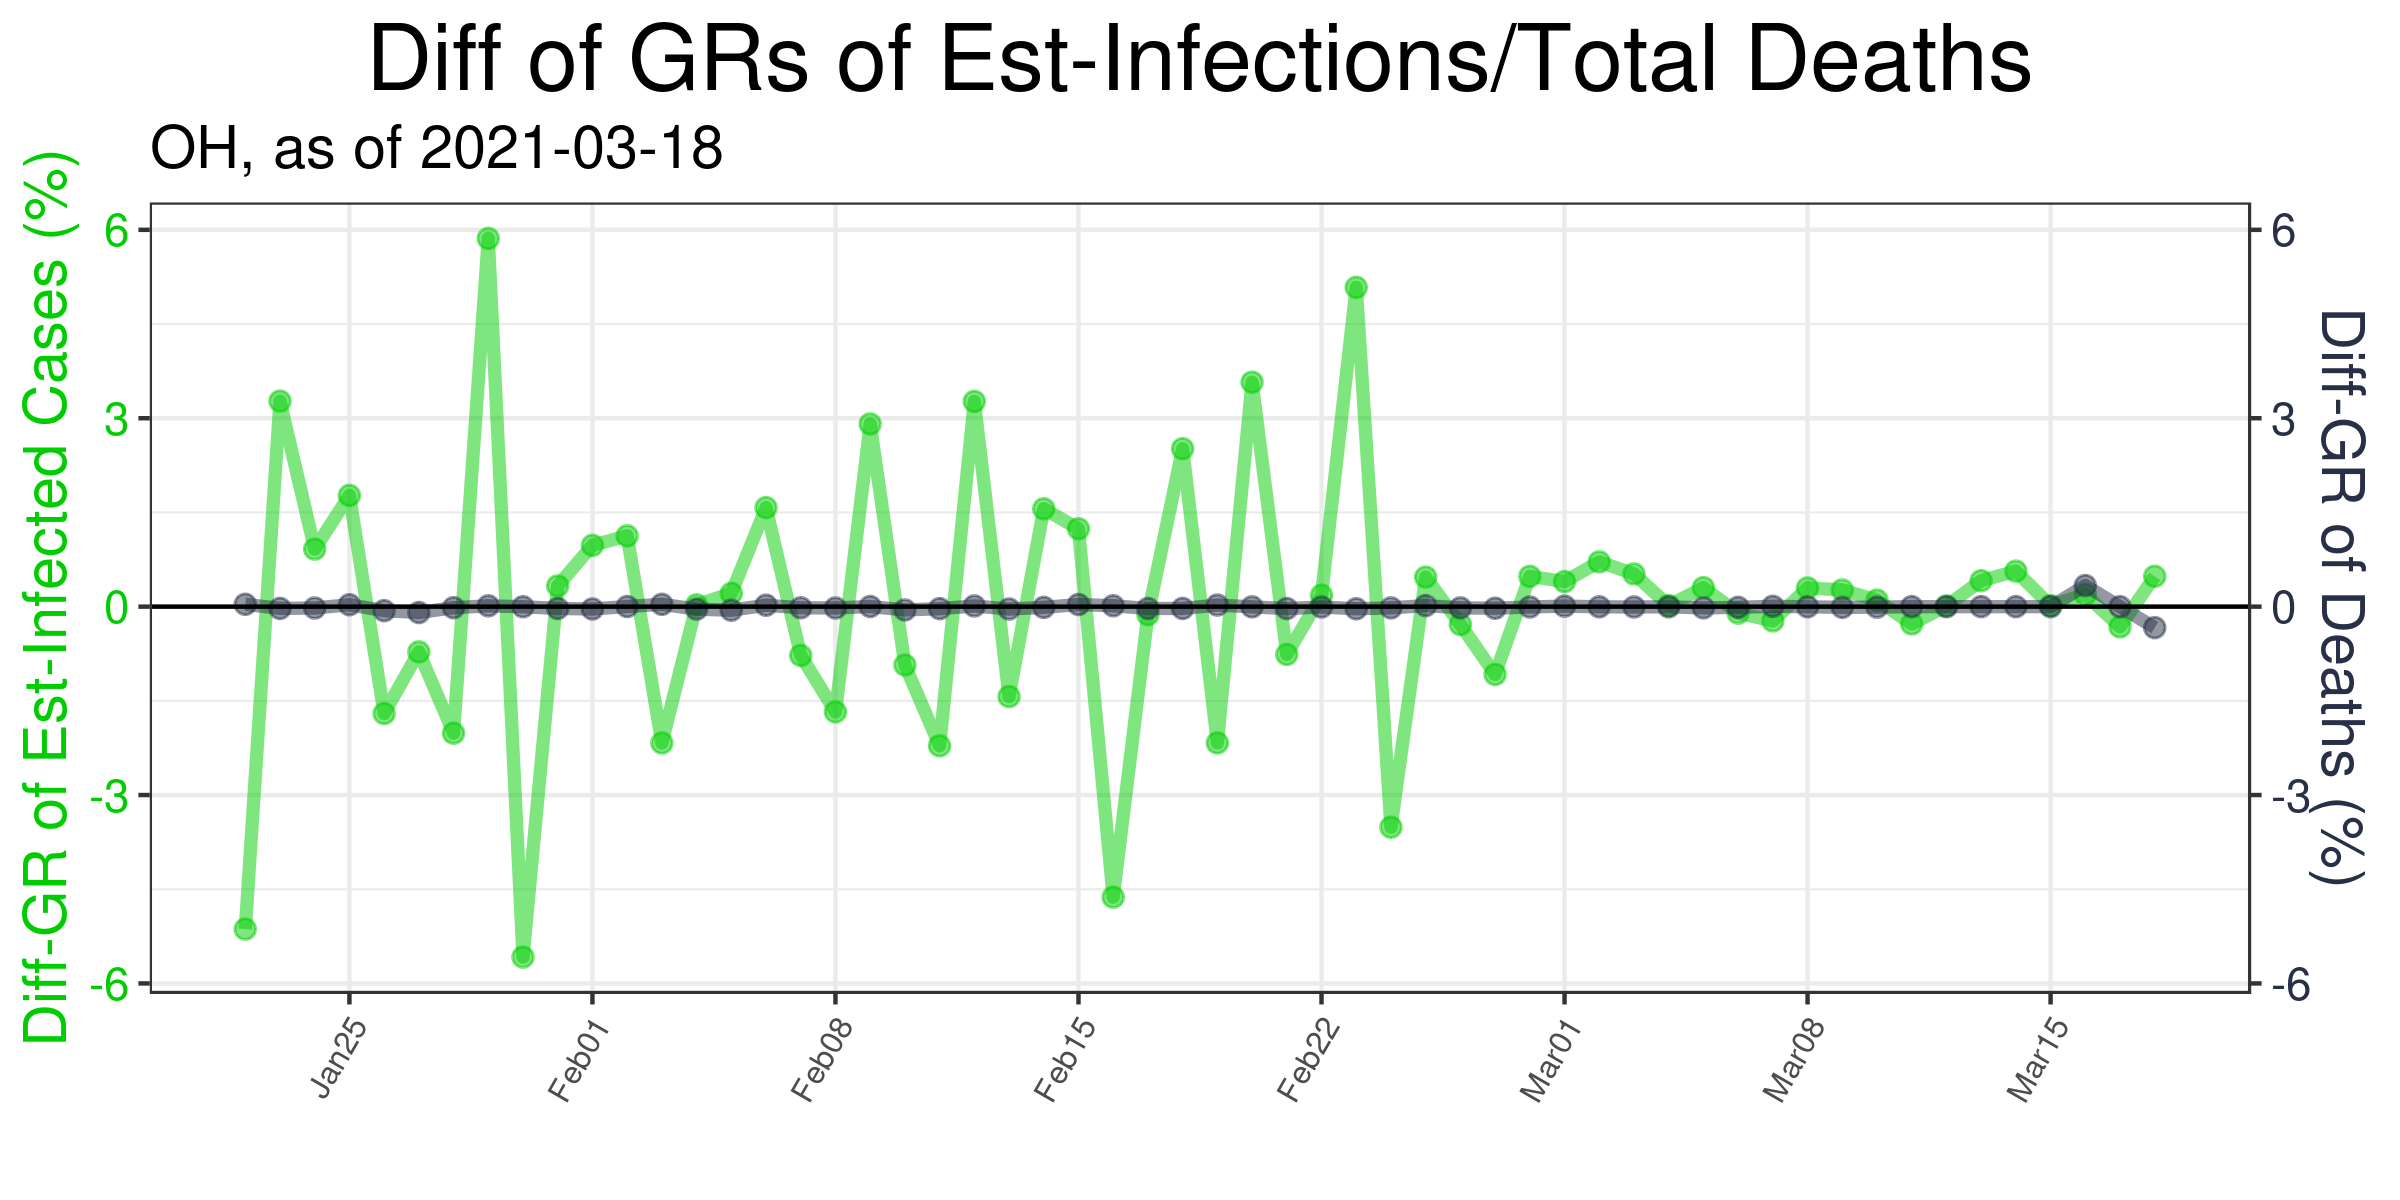 Diff of GRs of Est-Infections/Total Deaths
OH, as of 2021-03-18
Diff-GR of Est-Infected Cases (%)
6
3
0
-3
-6
6
3
0
-3
-6
Diff-GR of Deaths (%)
Jan25
Feb01
Feb08
Feb15
Feb22
Mar01
Mar08
Mar15